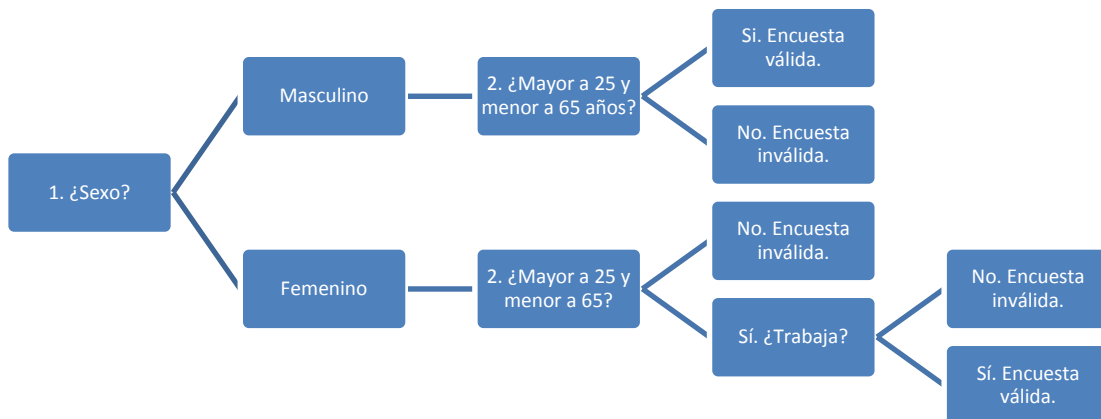 1. ¿Sexo?
Masculino
2. ¿Mayor a 25 y
menor a 65 años?
Si. Encuesta
válida.
No. Encuesta
inválida.
Femenino
2. ¿Mayor a 25 y
menor a 65?
No. Encuesta
inválida.
Sí. ¿Trabaja?
No. Encuesta
inválida.
Sí. Encuesta
válida.